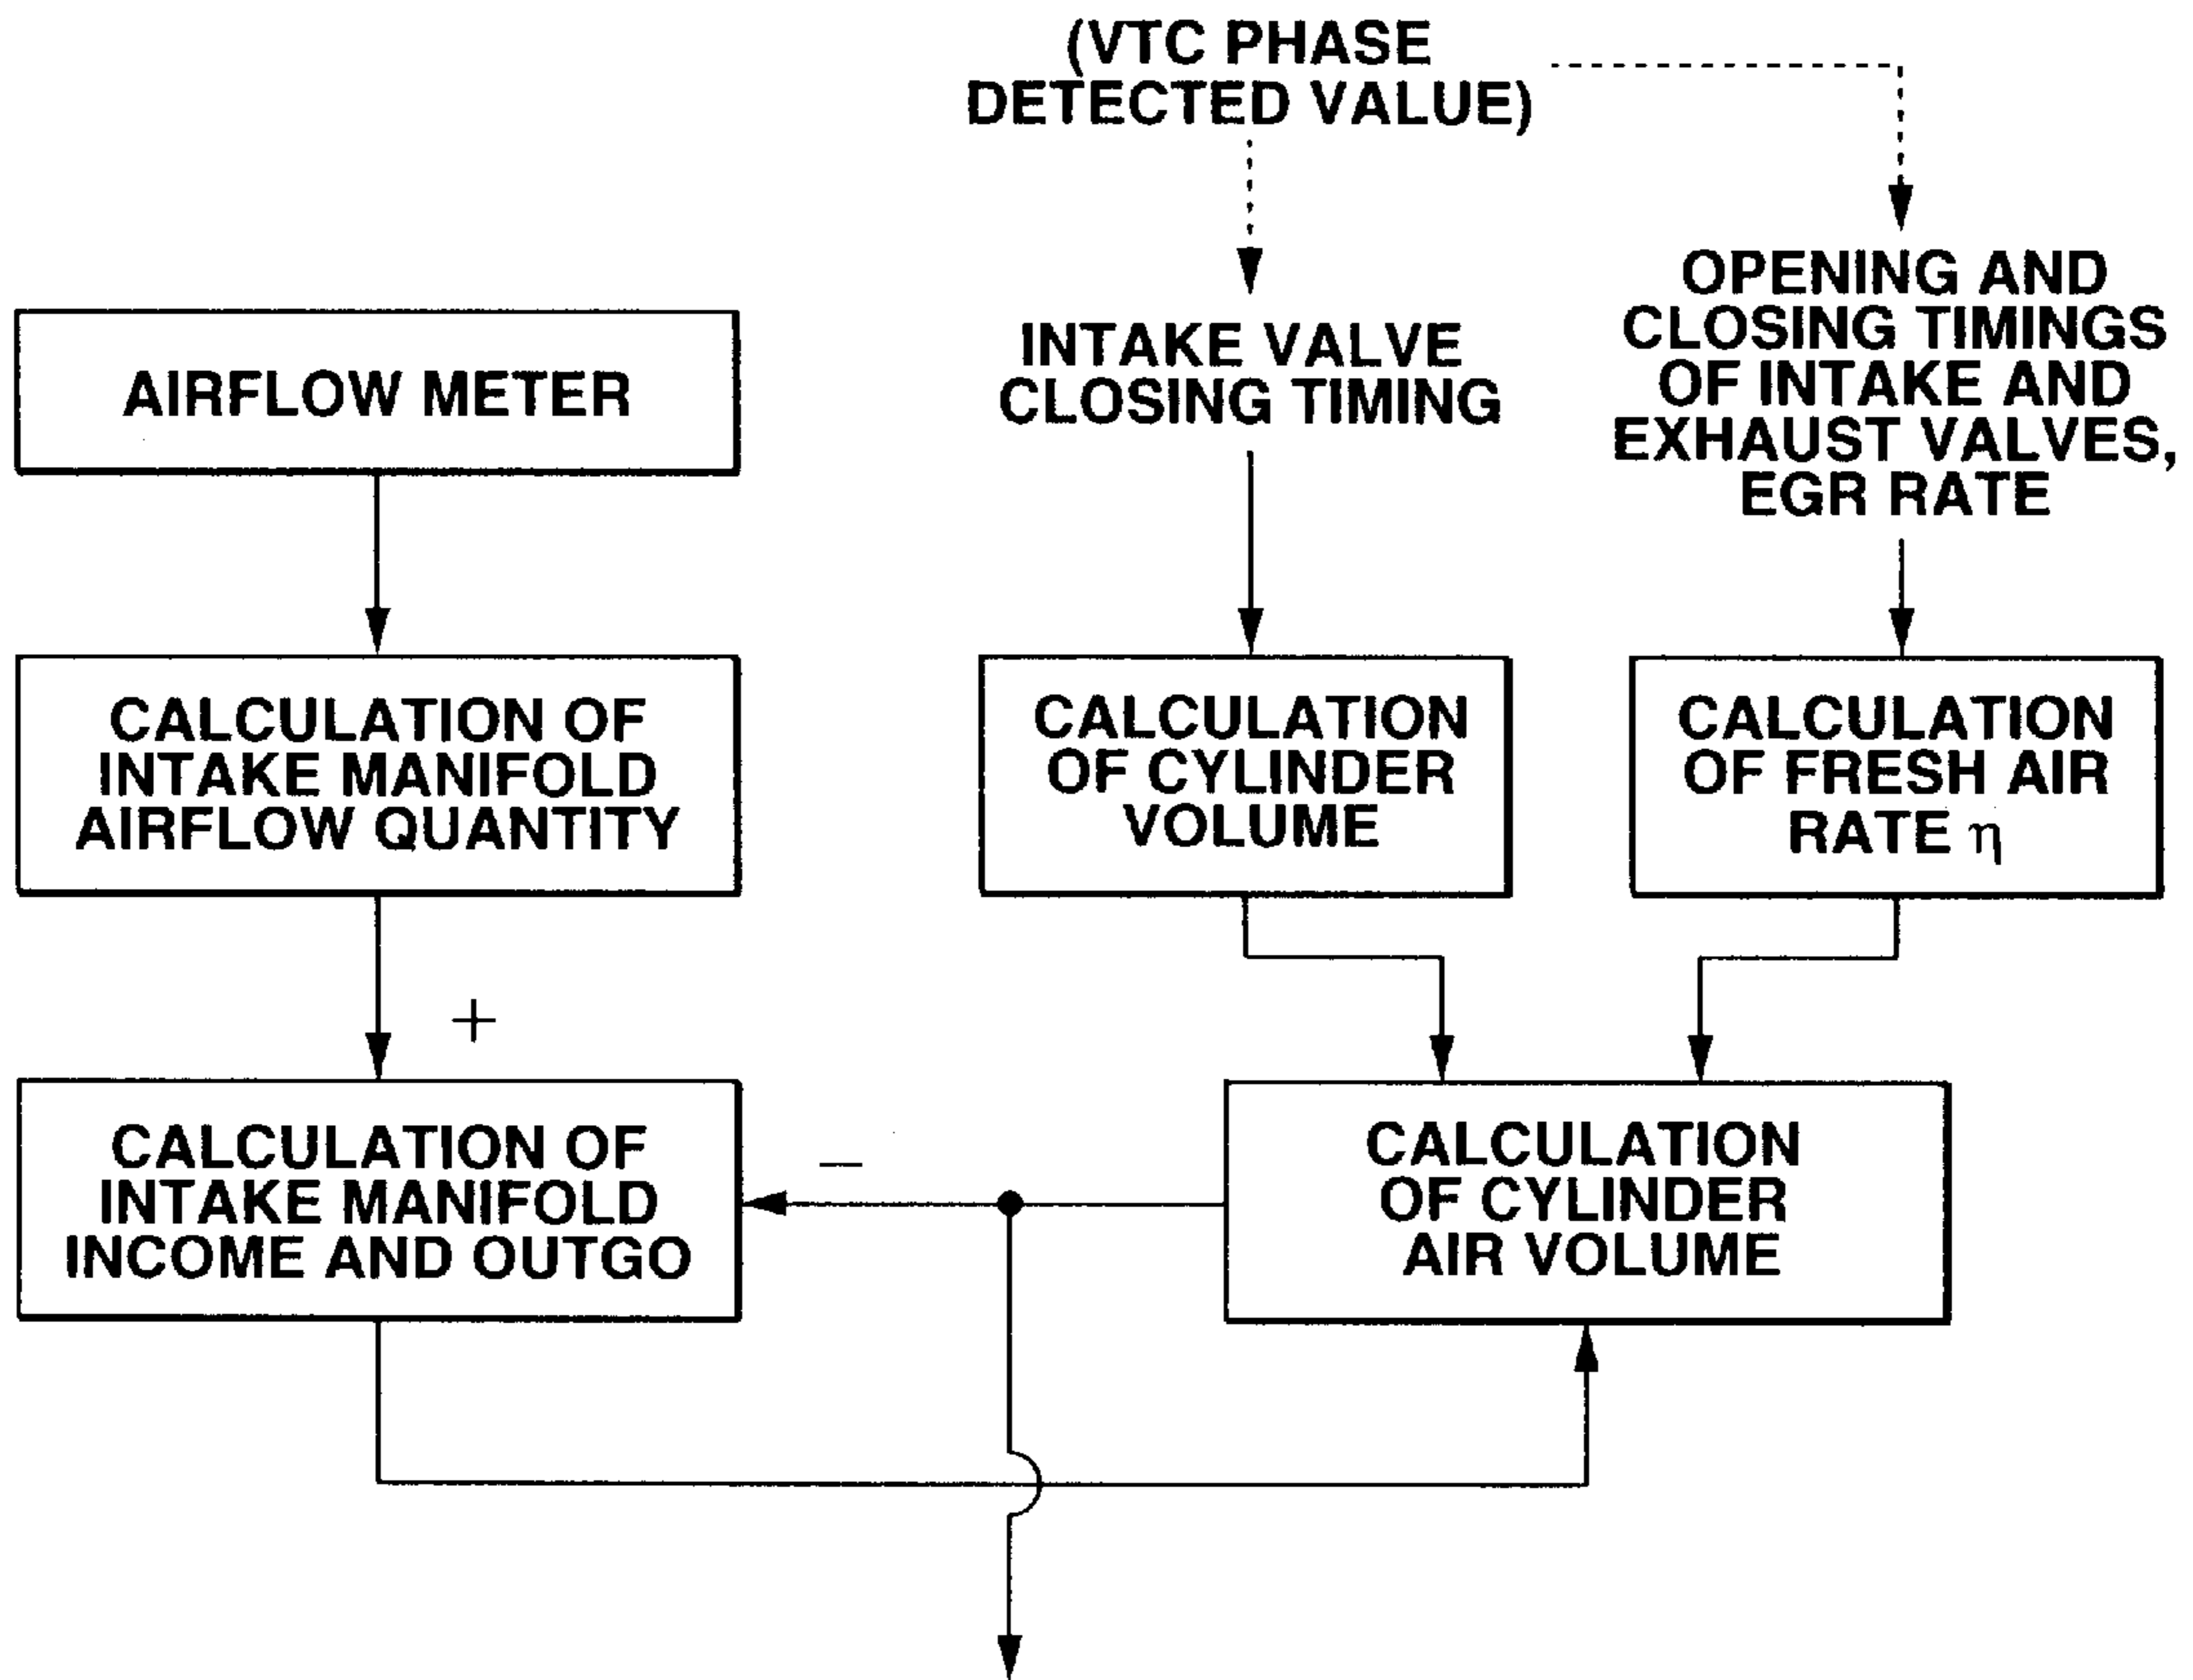 (VTC PHASE
DETECTED VALUE)
AIRFLOW METER
INTAKE VALVE
CLOSING TIMING
OPENING AND
CLOSING TIMINGS
OF INTAKE AND
EXHAUST VALVES,
EGR RATE
CALCULATION OF
INTAKE MANIFOLD
AIRFLOW QUANTITY
CALCULATION
OF CYLINDER
VOLUME
CALCULATION
OF FRESH AIR
RATE η
+
CALCULATION OF
INTAKE MANIFOLD
INCOME AND OUTGO
−
CALCULATION
OF CYLINDER
AIR VOLUME